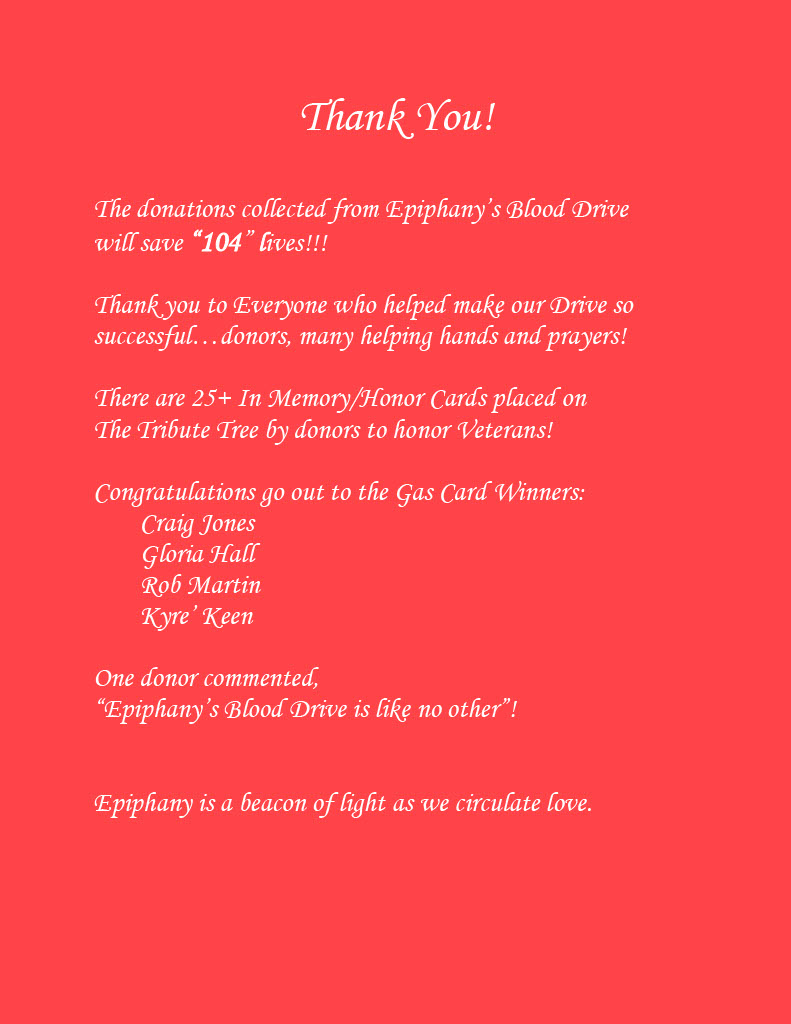 Thank You!
The donations collected from Epiphany’s Blood Drive
will save “104” lives!!!
Thank you to Everyone who helped make our Drive so
successful…donors, many helping hands and prayers!
There are 25+ In Memory/Honor Cards placed on
The Tribute Tree by donors to honor Veterans!
Congratulations go out to the Gas Card Winners:
Craig Jones
Gloria Hall
Rob Martin
Kyre’ Keen
One donor commented,
“Epiphany’s Blood Drive is like no other”!
Epiphany is a beacon of light as we circulate love.